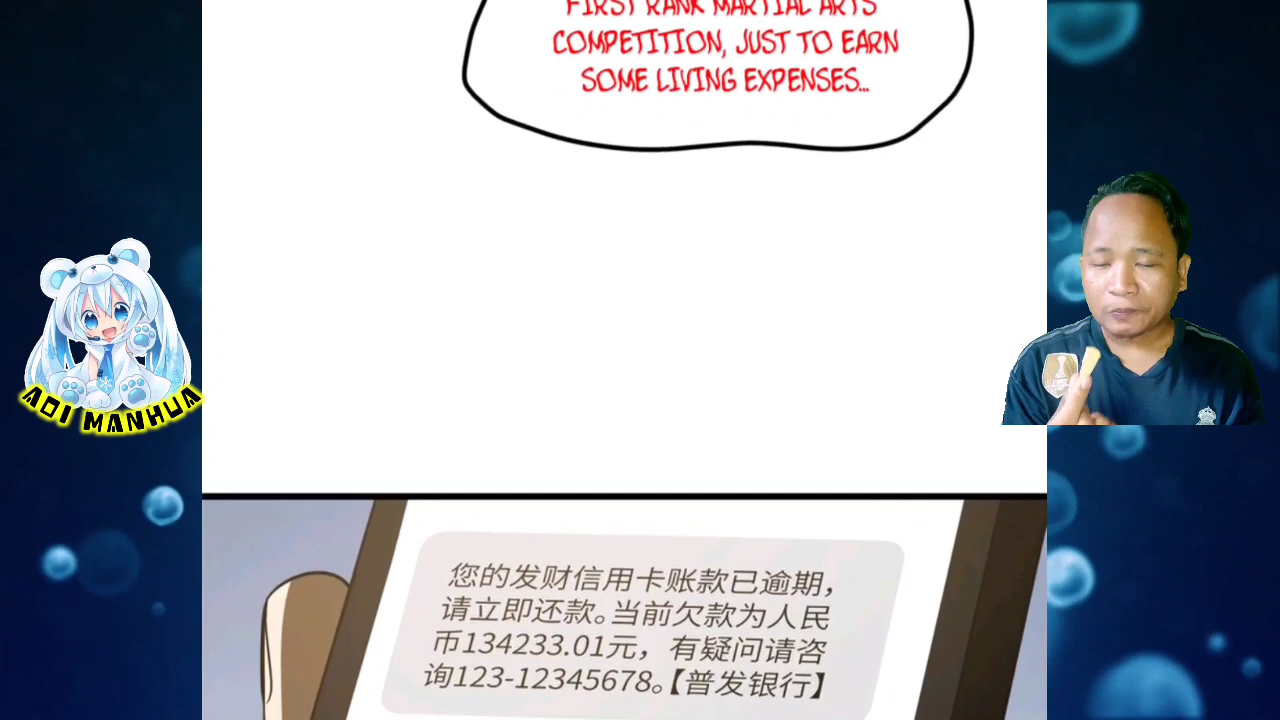 FIRST RANK MARTIAL ARTS
COMPETITION, JUST TO EARN
SOME LIVING EXPENSES...
AOI MANHUA
您的发财信用卡账款已逾期，
请立即还款。当前欠款为人民
币134233.01元，有疑问请咨
询123-12345678。【普发银行】